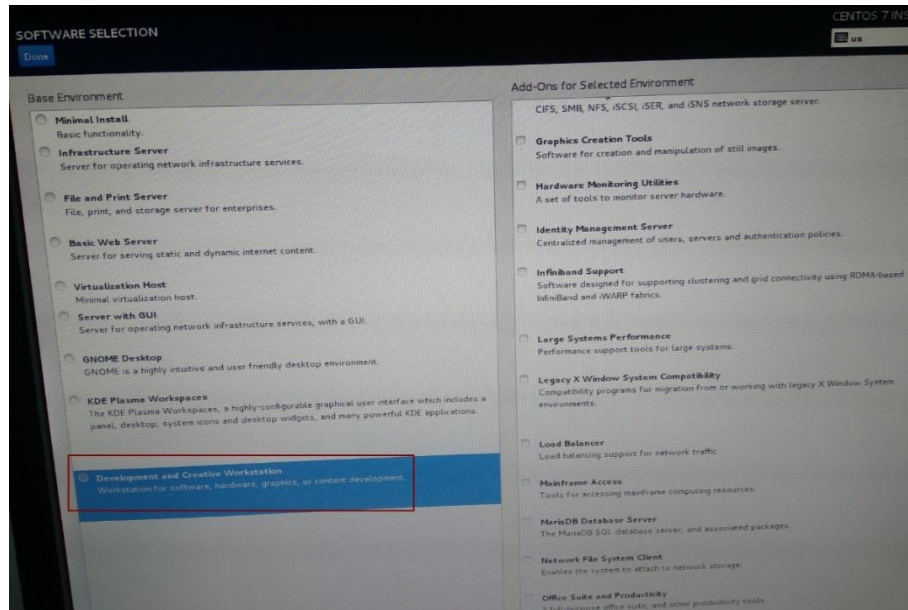 SOFTWARE SELECTION
CENTOS 7 INS
Done
us
Base Environment
Minimal Install
Basic functionality.
Infrastructure Server
Server for operating network infrastructure services.
File and Print Server
File, print, and storage server for enterprises.
Basic Web Server
Server for serving static and dynamic internet content.
Virtualization Host
Minimal virtualization host.
Server with GUI
Server for operating network infrastructure services, with a GUI.
GNOME Desktop
GNOME is a highly intuitive and user friendly desktop environment.
KDE Plasma Workspaces
The KDE Plasma Workspaces, a highly-configurable graphical user interface which includes a
panel, desktop, system icons and desktop widgets, and many powerful KDE applications.
Development and Creative Workstation
Workstation for software, hardware, graphics, or content development.
Add-Ons for Selected Environment
CIFS, SMB, NFS, iSCSI, iSER, and iSNS network storage server.
Graphics Creation Tools
Software for creation and manipulation of still images.
Hardware Monitoring Utilities
A set of tools to monitor server hardware.
Identity Management Server
Centralized management of users, servers and authentication policies.
Infiniband Support
Software designed for supporting clustering and grid connectivity using RDMA-based
InfiniBand and iWARP fabrics.
Large Systems Performance
Performance support tools for large systems.
Legacy X Window System Compatibility
Compatibility programs for migration from or working with legacy X Window System
environments.
Load Balancer
Load balancing support for network traffic.
Mainframe Access
Tools for accessing mainframe computing resources.
MariaDB Database Server
The MariaDB SQL database server, and associated packages.
Network File System Client
Enables the system to attach to network storage.
Office Suite and Productivity
office suite, and other productivity tools